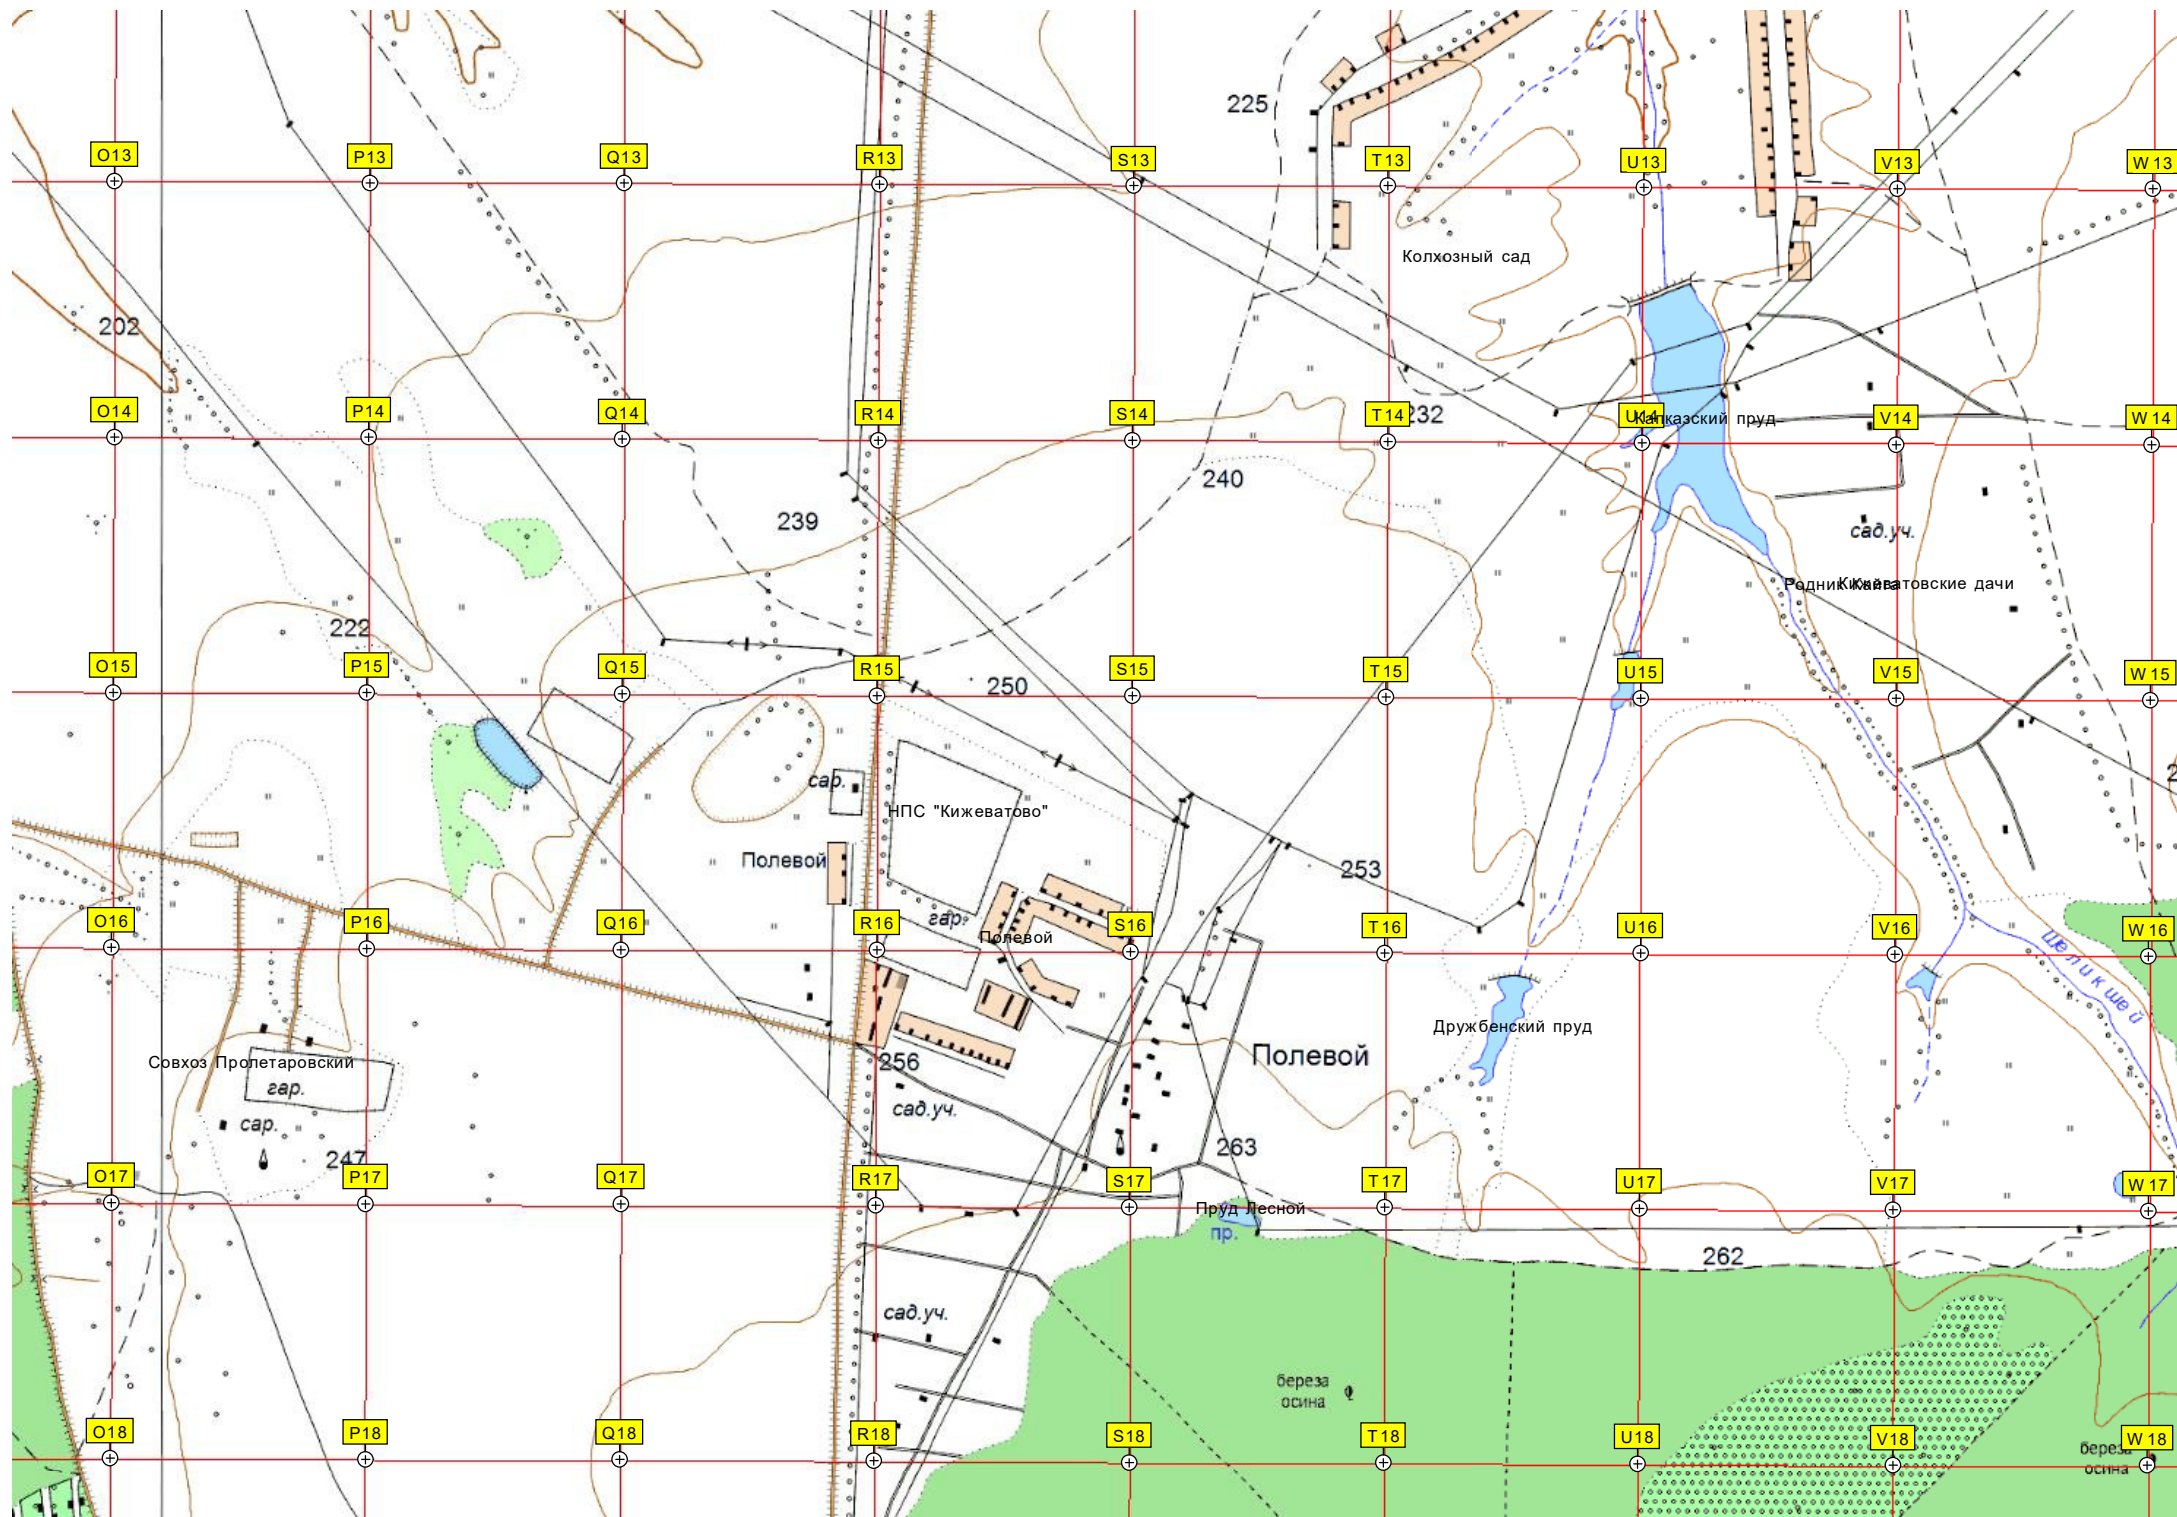 225
O13
P13
Q13
R13
S13
T13
U13
V13
W13
Колхозный сад
202
O14
P14
Q14
R14
S14
T14
232
U14
Капказский пруд
V14
W14
240
239
сад.уч.
Родник
Кижеватовские дачи
222
O15
P15
Q15
R15
S15
T15
U15
V15
W15
250
сар.
НПС "Кижеватово"
Полевой
253
O16
P16
Q16
R16
гар.
S16
T16
U16
V16
W16
Полевой
Шеликшей
Дружбенский пруд
Совхоз Пролетаровский
256
Полевой
гар.
сад.уч.
сар.
247
263
O17
P17
Q17
R17
S17
T17
U17
V17
W17
Пруд Лесной
пр.
262
сад.уч.
береза
осина
O18
P18
Q18
R18
S18
T18
U18
V18
W18
береза
осина